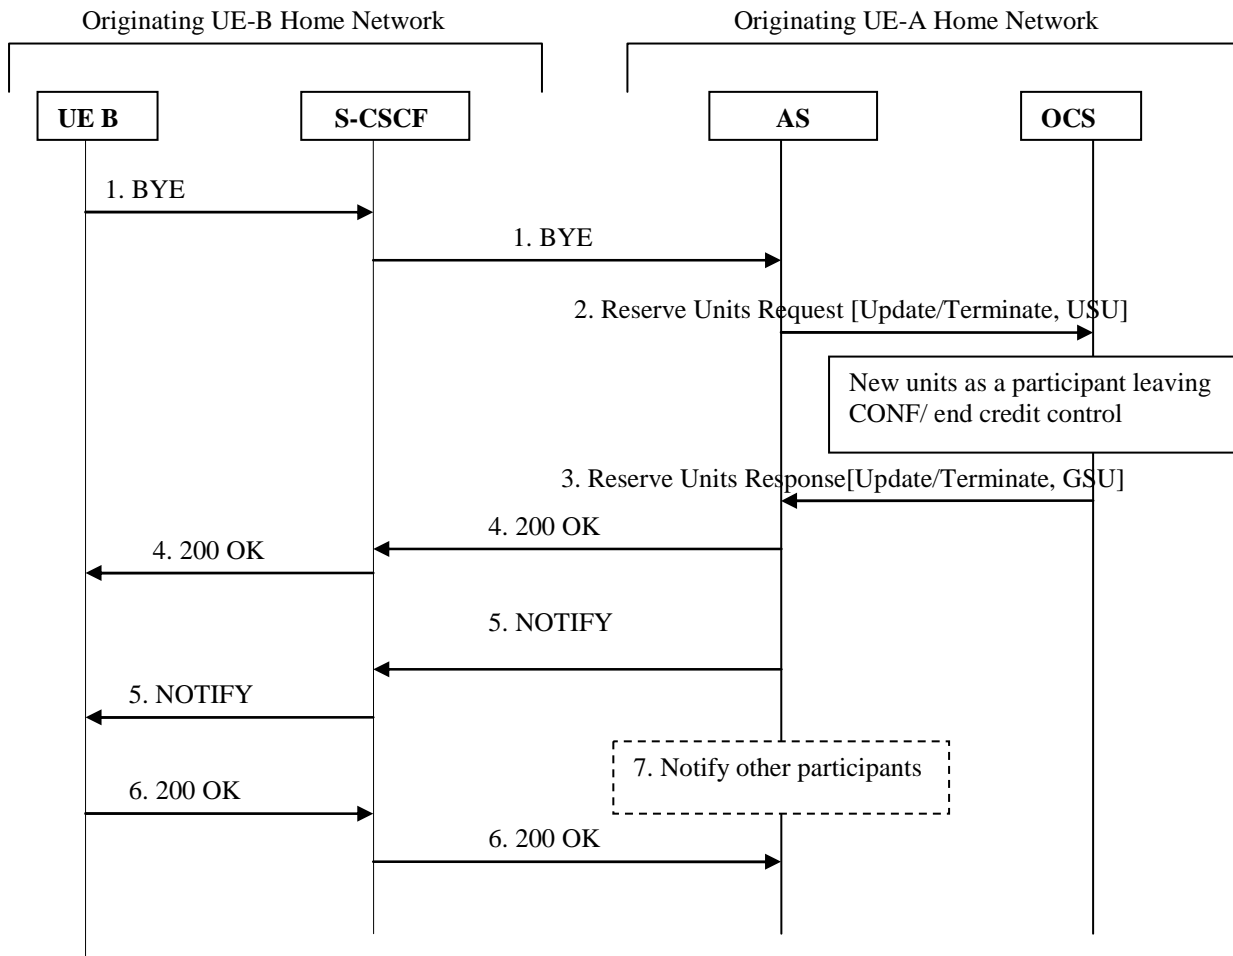 Originating UE-B Home Network
Originating UE-A Home Network
UE B
S-CSCF
AS
OCS
1. BYE
1. BYE
2. Reserve Units Request [Update/Terminate, USU]
New units as a participant leaving
CONF/ end credit control
3. Reserve Units Response[Update/Terminate, GSU]
4. 200 OK
4. 200 OK
5. NOTIFY
5. NOTIFY
7. Notify other participants
6. 200 OK
6. 200 OK